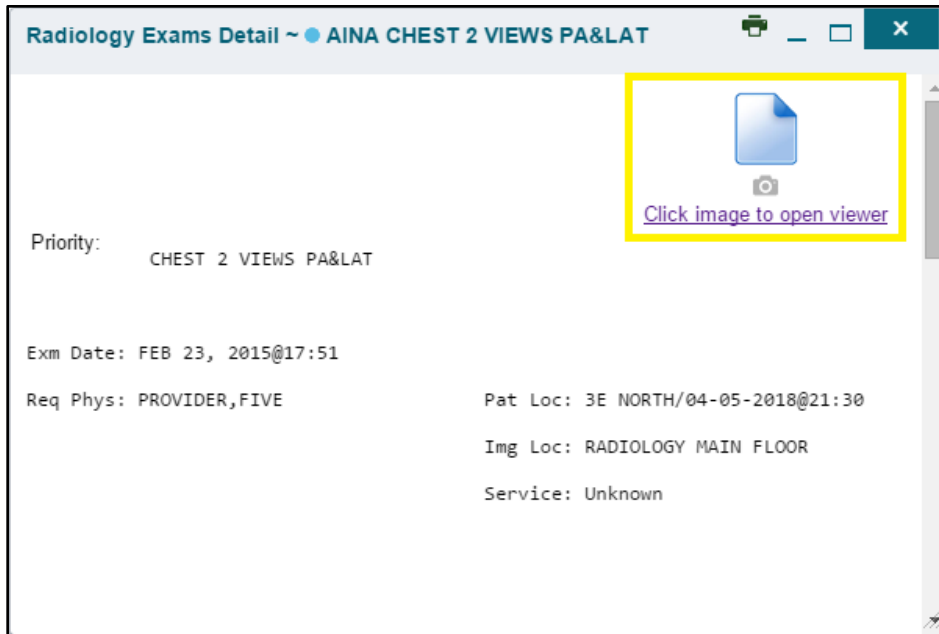 Radiology Exams Detail ~ AINA CHEST 2 VIEWS PA&LAT
Click image to open viewer
Priority:
CHEST 2 VIEWS PA&LAT
Exm Date: FEB 23, 2015@17:51
Req Phys: PROVIDER,FIVE Pat Loc: 3E NORTH/04-05-2018@21:30
Img Loc: RADIOLOGY MAIN FLOOR
Service: Unknown